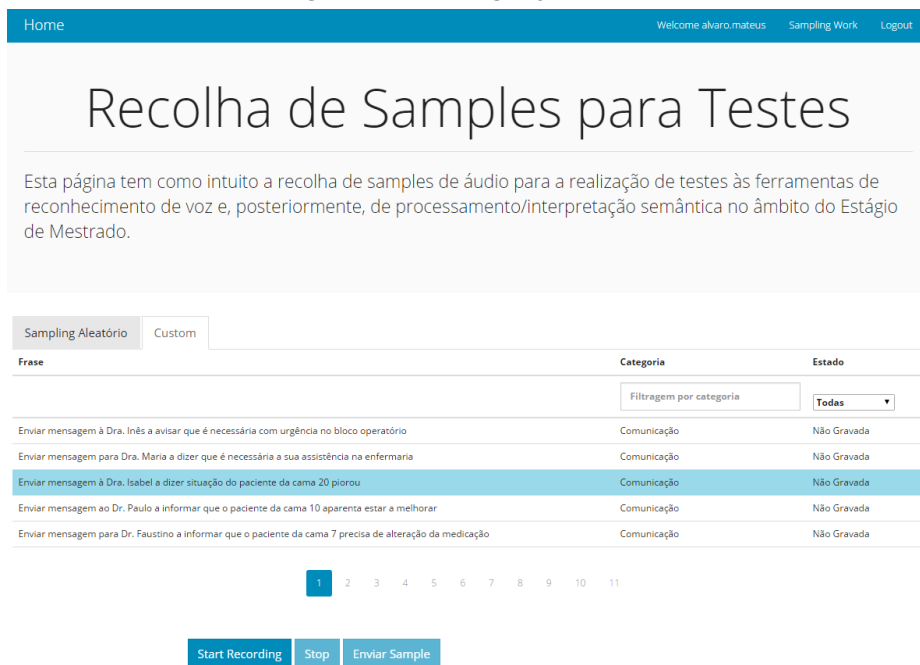 Home Welcome alvaro.mateus Sampling Work Logout
Recolha de Samples para Testes
Esta página tem como intuito a recolha de samples de áudio para a realização de testes às ferramentas de
reconhecimento de voz e, posteriormente, de processamento/interpretação semântica no âmbito do Estágio
de Mestrado.
Sampling Aleatório Custom
Frase Categoria Estado
Filtragem por categoria Todas
Enviar mensagem à Dra. Inês a avisar que é necessária com urgência no bloco operatório Comunicação Não Gravada
Enviar mensagem para Dra. Maria a dizer que é necessária a sua assistência na enfermaria Comunicação Não Gravada
Enviar mensagem à Dra. Isabel a dizer situação do paciente da cama 20 piorou Comunicação Não Gravada
Enviar mensagem ao Dr. Paulo a informar que o paciente da cama 10 aparenta estar a melhorar Comunicação Não Gravada
Enviar mensagem para Dr. Faustino a informar que o paciente da cama 7 precisa de alteração da medicação Comunicação Não Gravada
1 2 3 4 5 6 7 8 9 10 11
Start Recording Stop Enviar Sample